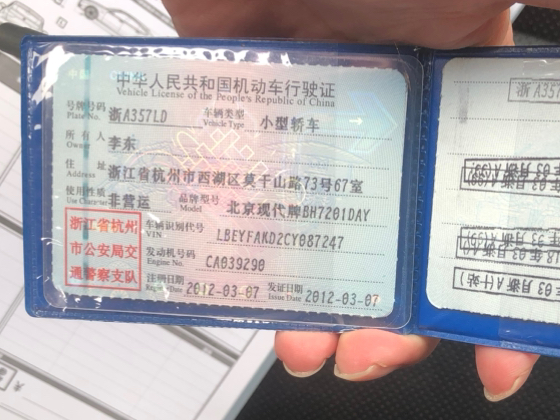 中华人民共和国机动车行驶证
Vehicle License of the People's Republic of China
号牌号码 浙A357LD 车辆类型 小型轿车
Plate No. Vehicle Type
所有人 李东
Owner
住址 浙江省杭州市西湖区莫干山路73号67室
Address
使用性质 非营运 品牌型号 北京现代牌BH7201DAY
Use Character Model
浙江省杭州
市公安局交
通警察支队
车辆识别代号 LBEYFAKD2CY087247
VIN
发动机号码 CA039290
Engine No.
注册日期 2012-03-07 发证日期 2012-03-07
Register Date Issue Date